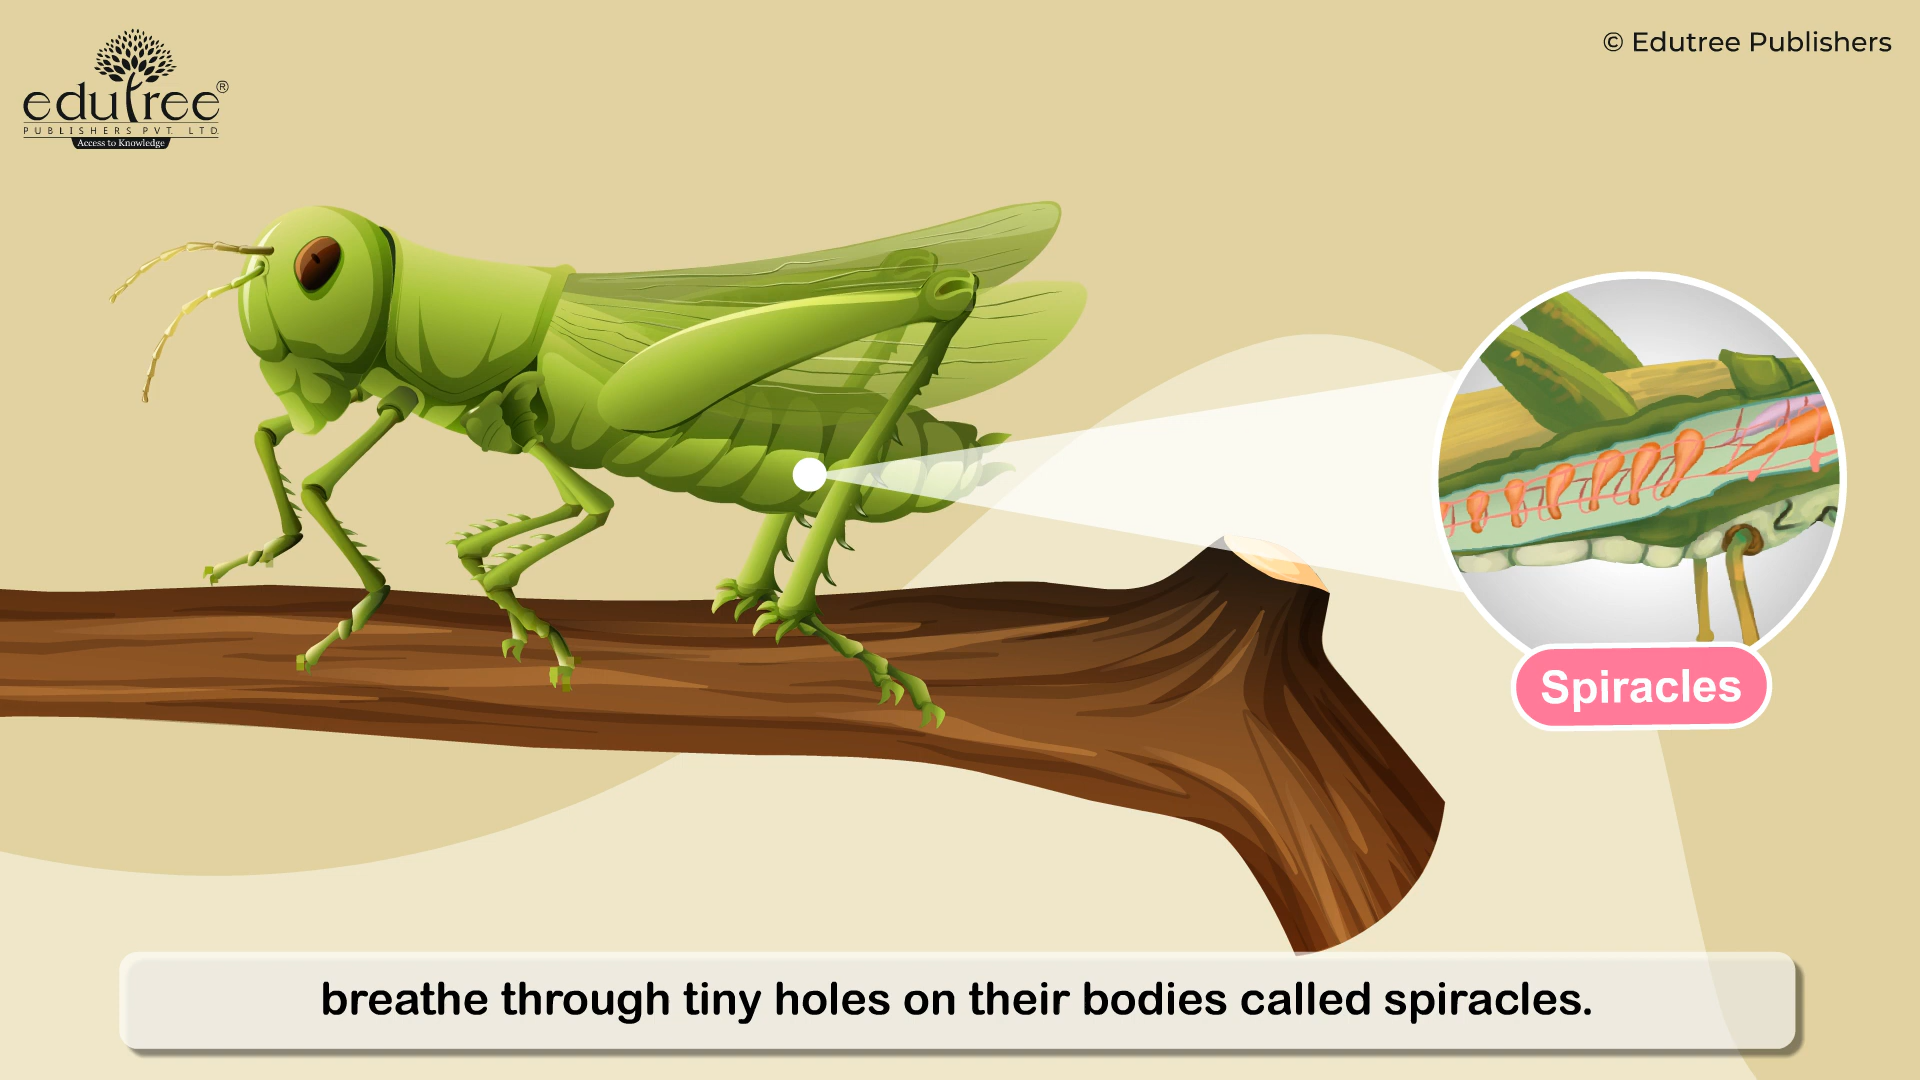 edutree®
PUBLISHERS PVT. LTD.
Access to Knowledge
© Edutree Publishers
Spiracles
breathe through tiny holes on their bodies called spiracles.